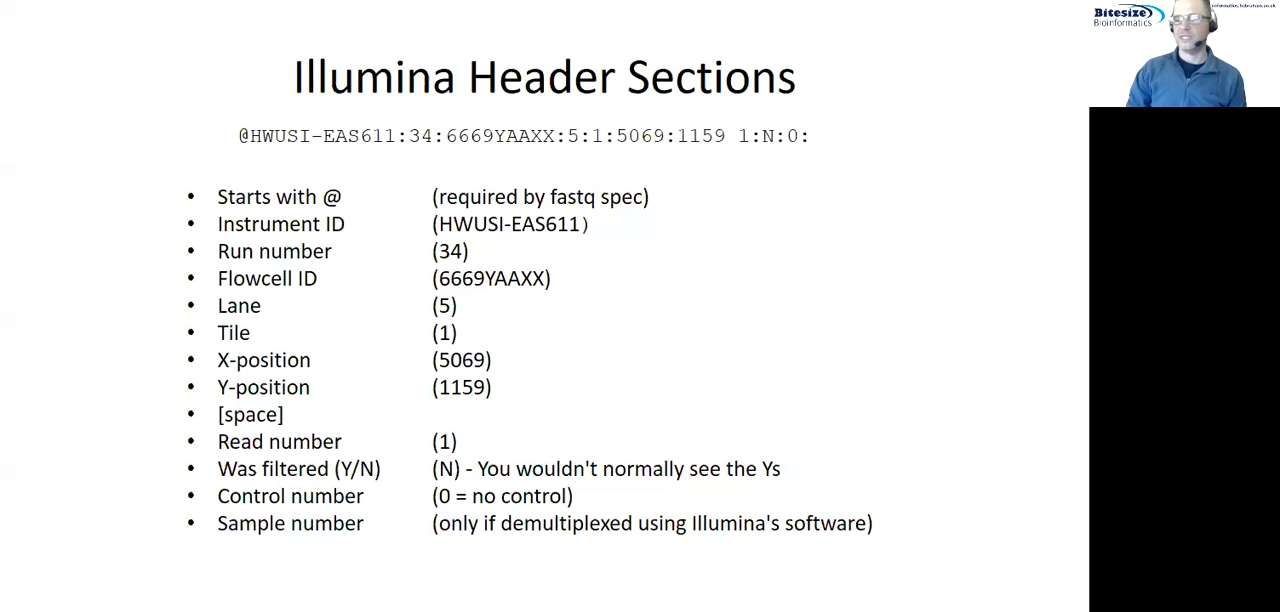 Bitesize
Bioinformatics
Illumina Header Sections
@HWUSI-EAS611:34:6669YAAXX:5:1:5069:1159 1:N:0:
• Starts with @ (required by fastq spec)
• Instrument ID (HWUSI-EAS611)
• Run number (34)
• Flowcell ID (6669YAAXX)
• Lane (5)
• Tile (1)
• X-position (5069)
• Y-position (1159)
• [space]
• Read number (1)
• Was filtered (Y/N) (N) - You wouldn't normally see the Ys
• Control number (0 = no control)
• Sample number (only if demultiplexed using Illumina's software)